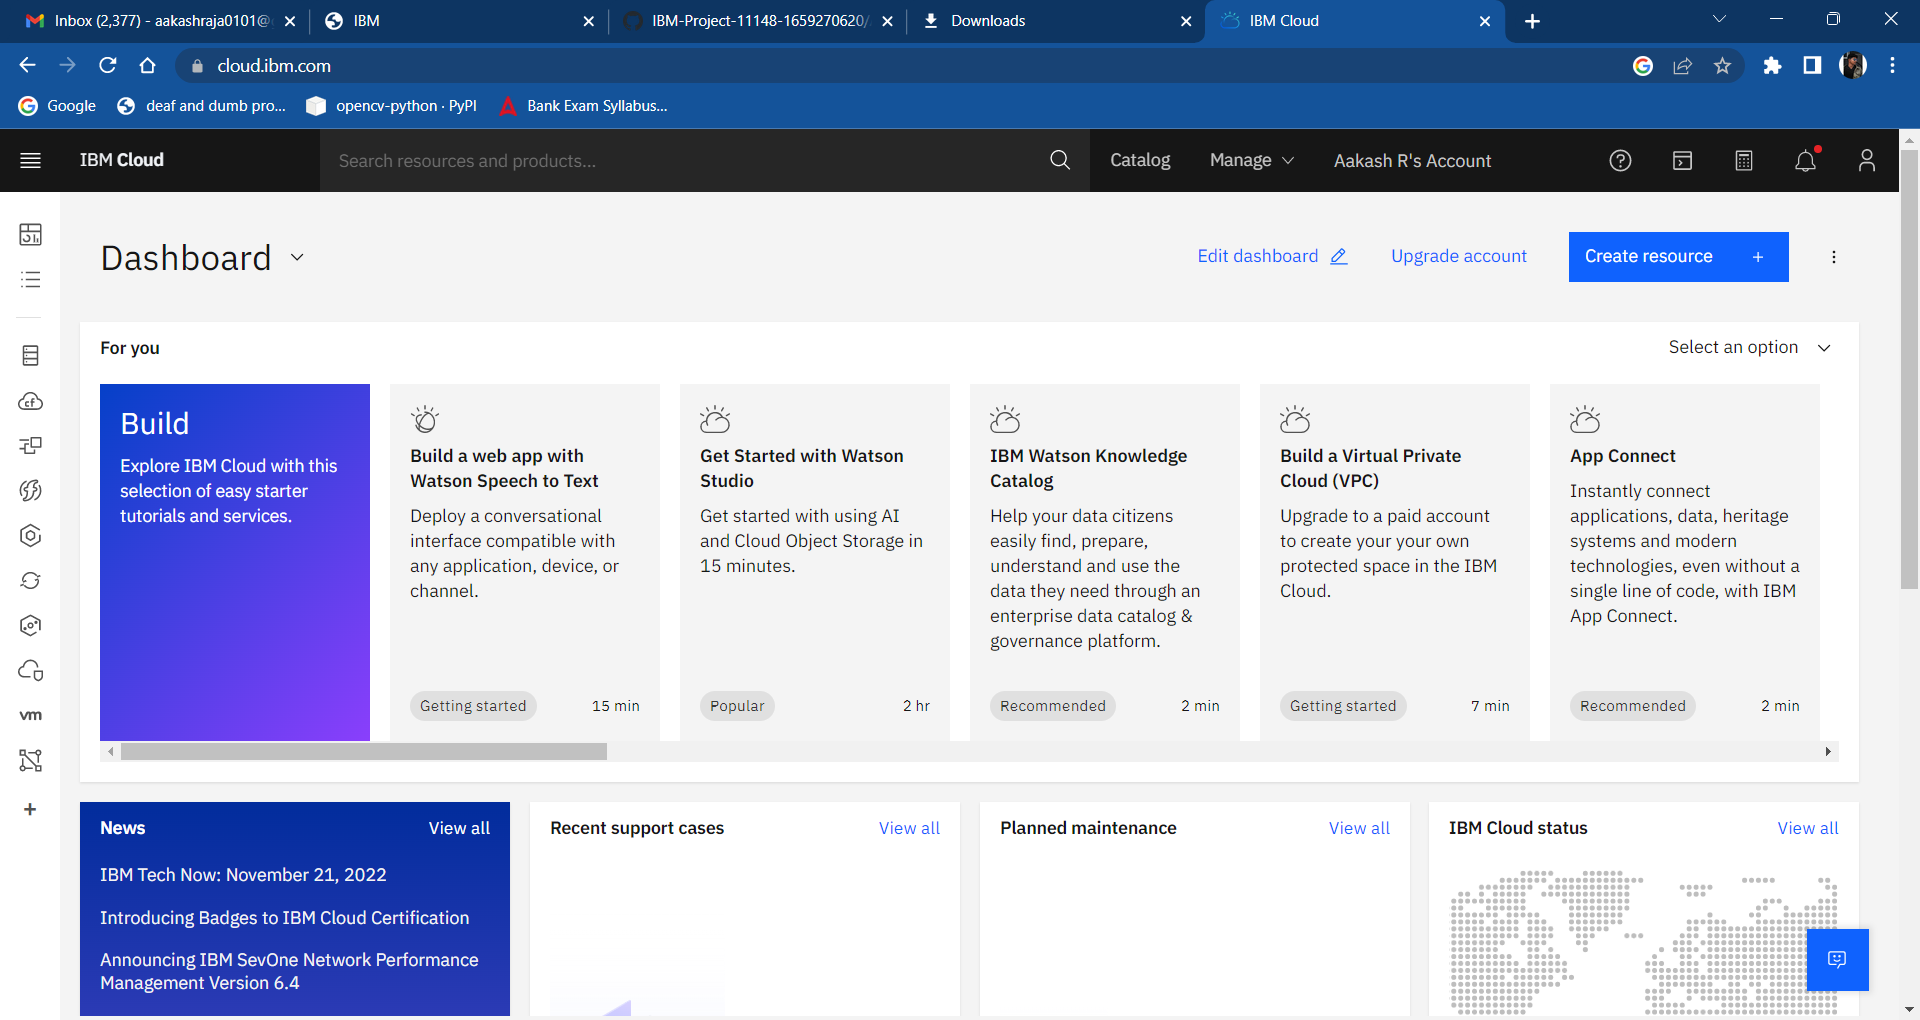 Inbox (2,377) - aakashraja0101@
IBM
IBM-Project-11148-1659270620/
Downloads
IBM Cloud
cloud.ibm.com
Google
deaf and dumb pro...
opencv-python · PyPI
Bank Exam Syllabus...
IBM Cloud
Search resources and products...
Catalog
Manage
Aakash R's Account
Dashboard
Edit dashboard
Upgrade account
Create resource +
For you
Select an option
Build
Explore IBM Cloud with this
selection of easy starter
tutorials and services.
Build a web app with
Watson Speech to Text
Deploy a conversational
interface compatible with
any application, device, or
channel.
Getting started
15 min
Get Started with Watson
Studio
Get started with using AI
and Cloud Object Storage in
15 minutes.
Popular
2 hr
IBM Watson Knowledge
Catalog
Help your data citizens
easily find, prepare,
understand and use the
data they need through an
enterprise data catalog &
governance platform.
Recommended
2 min
Build a Virtual Private
Cloud (VPC)
Upgrade to a paid account
to create your your own
protected space in the IBM
Cloud.
Getting started
7 min
App Connect
Instantly connect
applications, data, heritage
systems and modern
technologies, even without a
single line of code, with IBM
App Connect.
Recommended
2 min
cf
vm
News
View all
IBM Tech Now: November 21, 2022
Introducing Badges to IBM Cloud Certification
Announcing IBM SevOne Network Performance
Management Version 6.4
Recent support cases
View all
Planned maintenance
View all
IBM Cloud status
View all